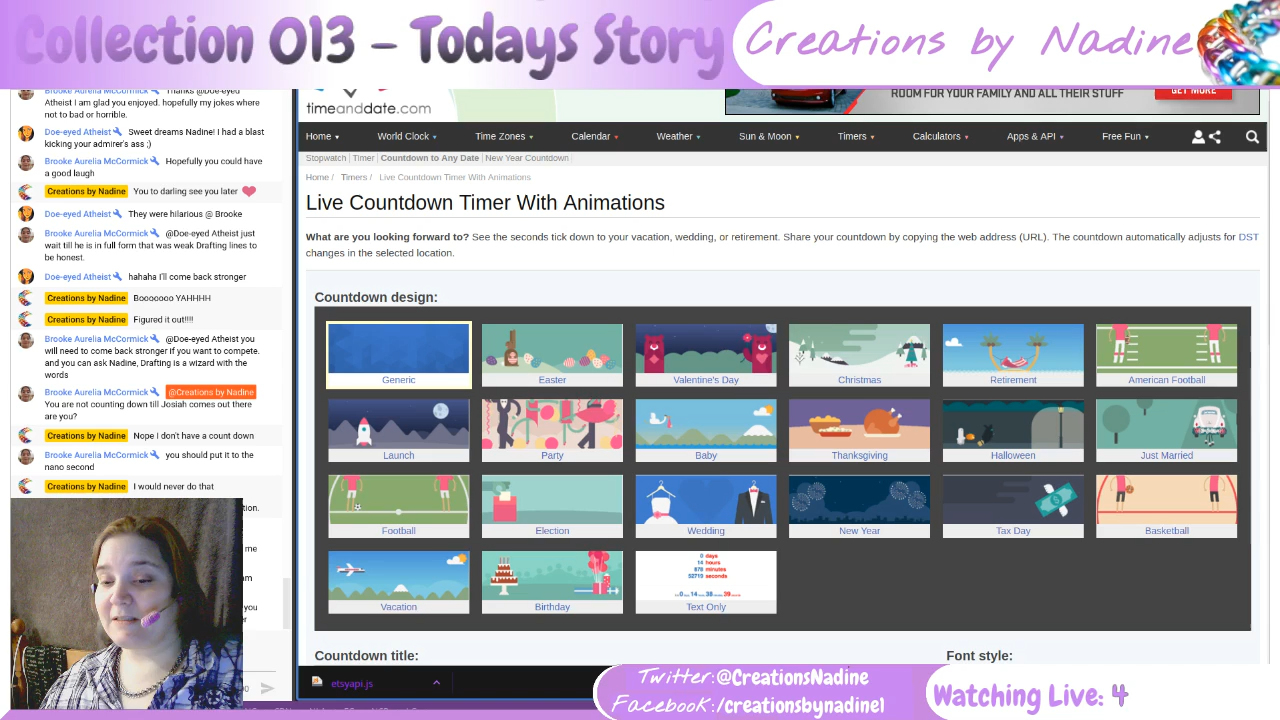 Collection 013 - Todays Story
Creations by Nadine
Brooke Aurelia McCormick Thanks @Doe-eyed
Atheist I am glad you enjoyed. hopefully my jokes where
not to bad or horrible.
Doe-eyed Atheist Sweet dreams Nadine! I had a blast
kicking your admirer's ass ;)
Brooke Aurelia McCormick Hopefully you could have
a good laugh
Creations by Nadine You to darling see you later
Doe-eyed Atheist They were hilarious @ Brooke
Brooke Aurelia McCormick @Doe-eyed Atheist just
wait till he is in full form that was weak Drafting lines to
be honest.
Doe-eyed Atheist hahaha I'll come back stronger
Creations by Nadine Booooooo YAHHHH
Creations by Nadine Figured it out!!!!
Brooke Aurelia McCormick @Doe-eyed Atheist you
will need to come back stronger if you want to compete.
and you can ask Nadine, Drafting is a wizard with the
words
Brooke Aurelia McCormick @Creations by Nadine
You are not counting down till Josiah comes out there
are you?
Creations by Nadine Nope I don't have a count down
Brooke Aurelia McCormick you should put it to the
nano second
Creations by Nadine I would never do that
timeanddate.com
ROOM FOR YOUR FAMILY AND ALL THEIR STUFF
GET MORE
Home World Clock Time Zones Calendar Weather Sun & Moon Timers Calculators Apps & API Free Fun
Stopwatch Timer Countdown to Any Date New Year Countdown
Home / Timers / Live Countdown Timer With Animations
Live Countdown Timer With Animations
What are you looking forward to? See the seconds tick down to your vacation, wedding, or retirement. Share your countdown by copying the web address (URL). The countdown automatically adjusts for DST
changes in the selected location.
Countdown design:
Generic Easter Valentine's Day Christmas Retirement American Football
Launch Party Baby Thanksgiving Halloween Just Married
Football Election Wedding New Year Tax Day Basketball
0 days
14 hours
878 minutes
52719 seconds
Vacation Birthday Text Only
Countdown title: Font style:
etsyapi.js
Twitter:@CreationsNadine
Facebook:/creationsbynadine1
Watching Live: 4